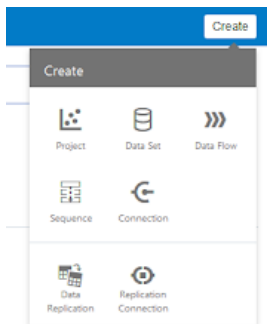 Create
Create
Project Data Set Data Flow
Sequence Connection
Data Replication
Replication Connection